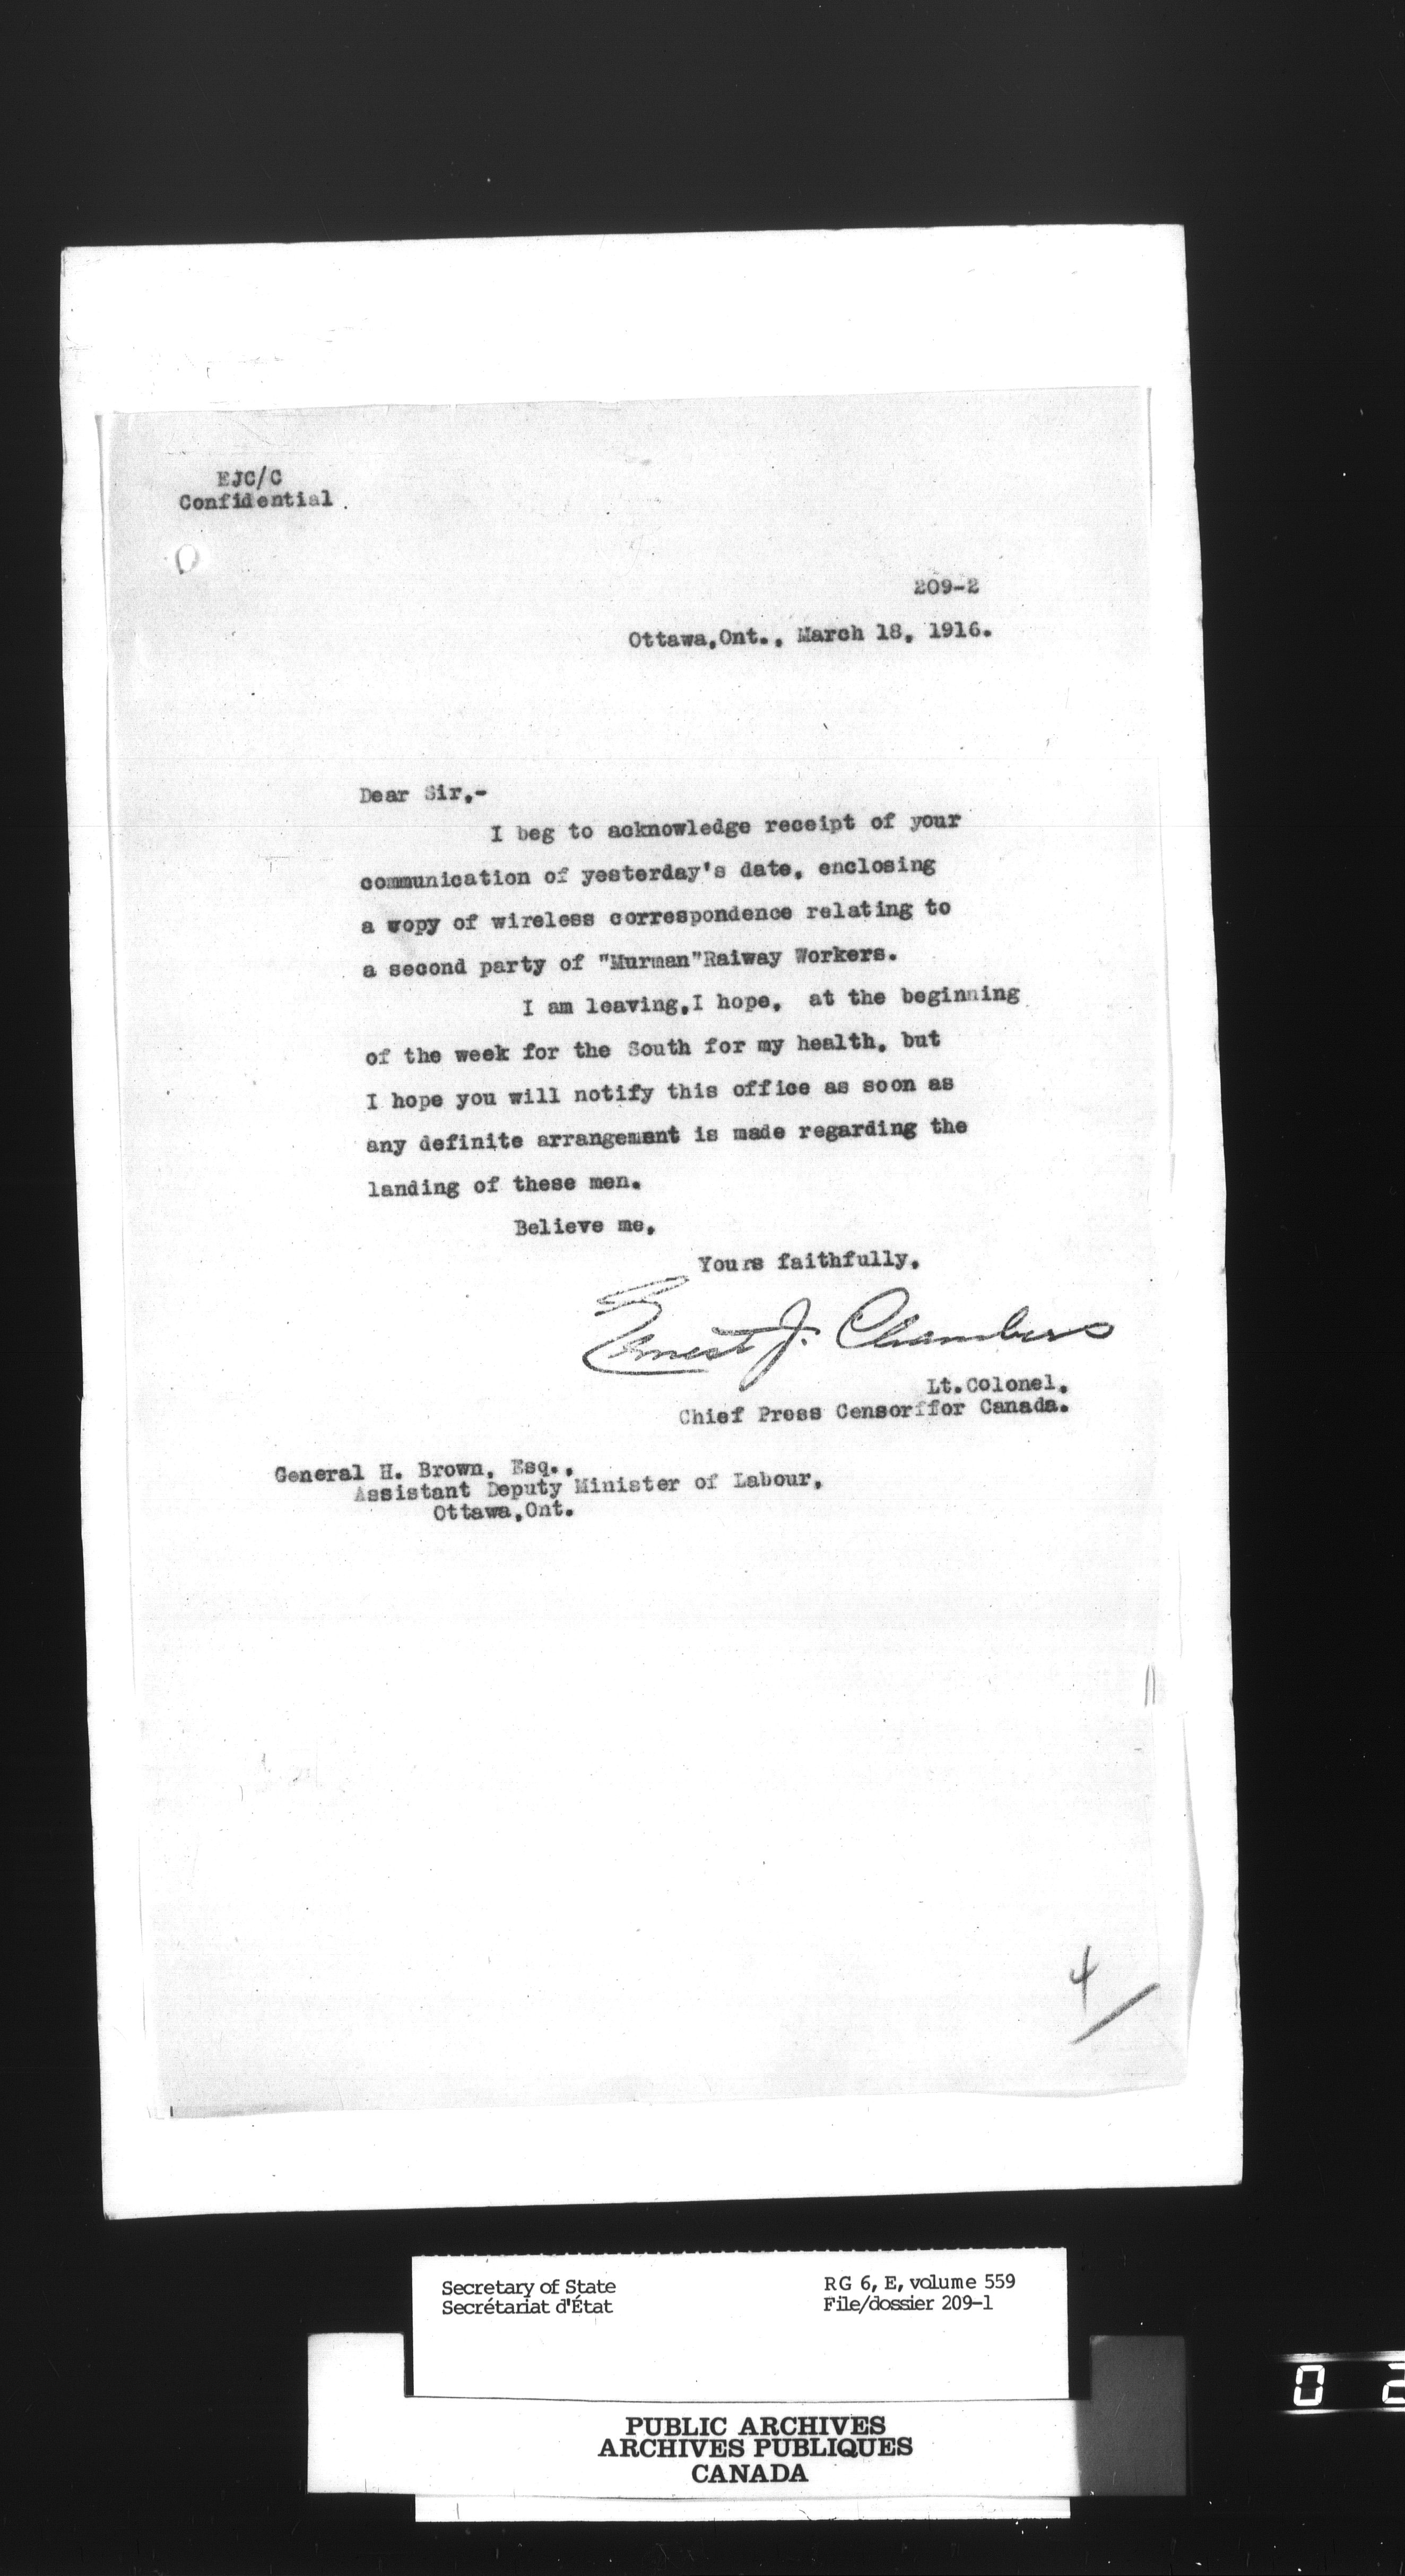 EJC/C
Confidential.
209-2
Ottawa,Ont., March 18, 1916.
Dear Sir,-
I beg to acknowledge receipt of your
communication of yesterday's date, enclosing
a wopy of wireless correspondence relating to
a second party of "Murman"Raiway Workers.
I am leaving,I hope, at the beginning
of the week for the South for my health, but
I hope you will notify this office as soon as
any definite arrangement is made regarding the
landing of these men.
Believe me,
Yours faithfully,
Ernest J. Chambers
Lt.Colonel,
Chief Press Censorffor Canada.
General H. Brown, Esq.,
Assistant Deputy Minister of Labour,
Ottawa,Ont.
4/
Secretary of State
Secrétariat d'État
RG 6, E, volume 559
File/dossier 209-1
PUBLIC ARCHIVES
ARCHIVES PUBLIQUES
CANADA
0 2